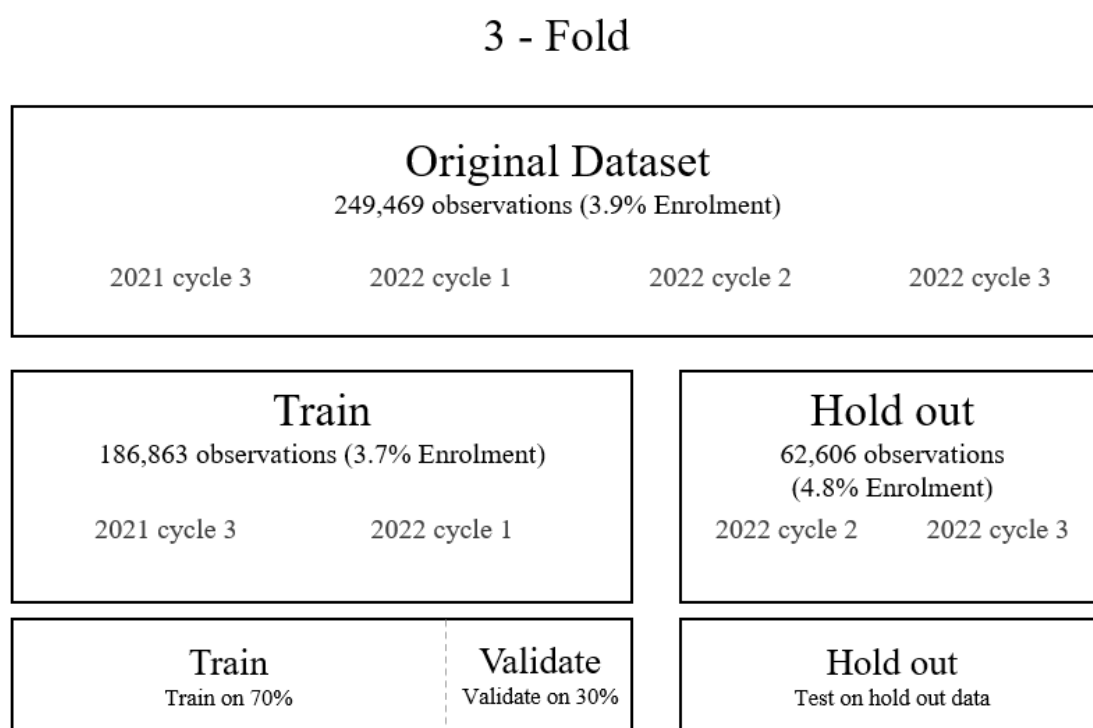 3 - Fold
Original Dataset
249,469 observations (3.9% Enrolment)
2021 cycle 3 2022 cycle 1 2022 cycle 2 2022 cycle 3
Train
186,863 observations (3.7% Enrolment)
2021 cycle 3 2022 cycle 1
Hold out
62,606 observations
(4.8% Enrolment)
2022 cycle 2 2022 cycle 3
Train
Train on 70%
Validate
Validate on 30%
Hold out
Test on hold out data